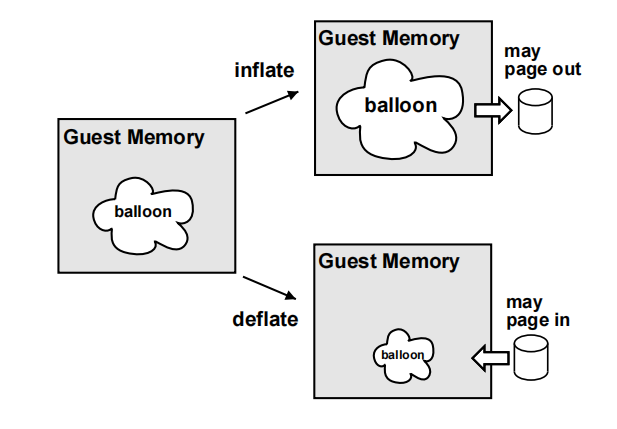 Guest Memory
balloon
inflate
Guest Memory
balloon
may
page out
deflate
Guest Memory
balloon
may
page in